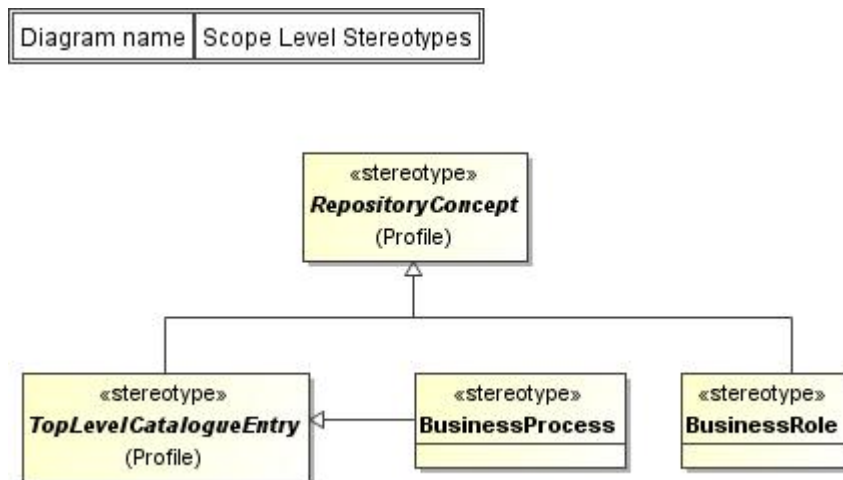 Diagram name Scope Level Stereotypes
«stereotype»
RepositoryConcept
(Profile)
«stereotype»
TopLevelCatalogueEntry
(Profile)
«stereotype»
BusinessProcess
«stereotype»
BusinessRole